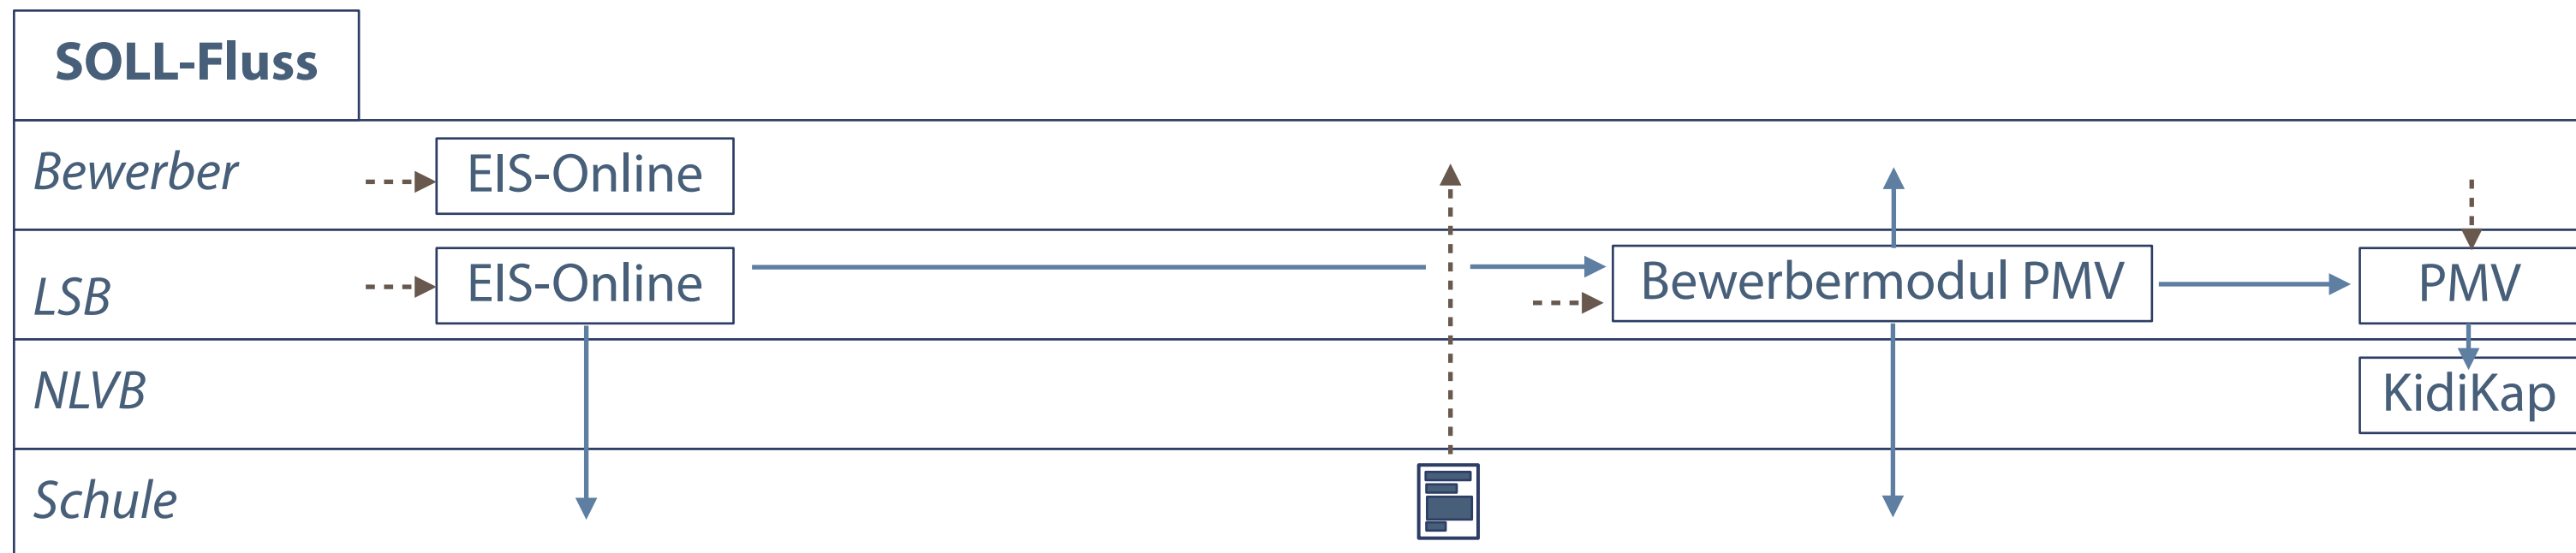 SOLL-Fluss
Bewerber
EIS-Online
LSB
EIS-Online
Bewerbermodul PMV
PMV
NLVB
KidiKap
Schule